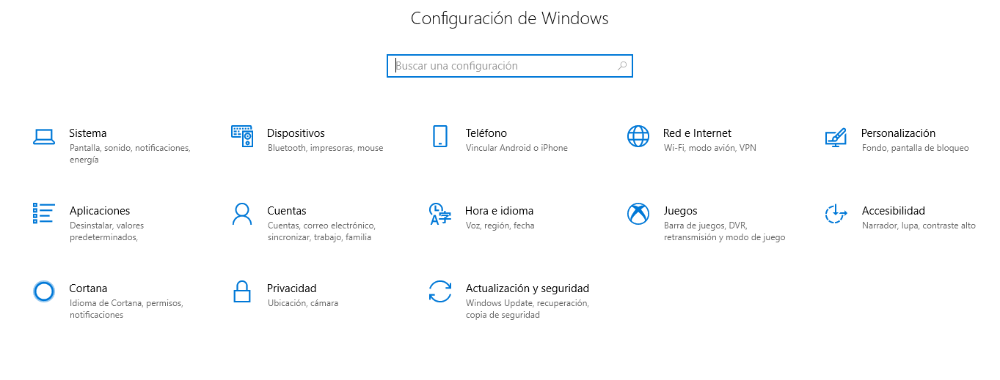 Configuración de Windows
Buscar una configuración
Sistema
Pantalla, sonido, notificaciones,
energía
Dispositivos
Bluetooth, impresoras, mouse
Teléfono
Vincular Android o iPhone
Red e Internet
Wi-Fi, modo avión, VPN
Personalización
Fondo, pantalla de bloqueo
Aplicaciones
Desinstalar, valores
predeterminados,
Cuentas
Cuentas, correo electrónico,
sincronizar, trabajo, familia
Hora e idioma
Voz, región, fecha
Juegos
Barra de juegos, DVR,
retransmisión y modo de juego
Accesibilidad
Narrador, lupa, contraste alto
Cortana
Idioma de Cortana, permisos,
notificaciones
Privacidad
Ubicación, cámara
Actualización y seguridad
Windows Update, recuperación,
copia de seguridad